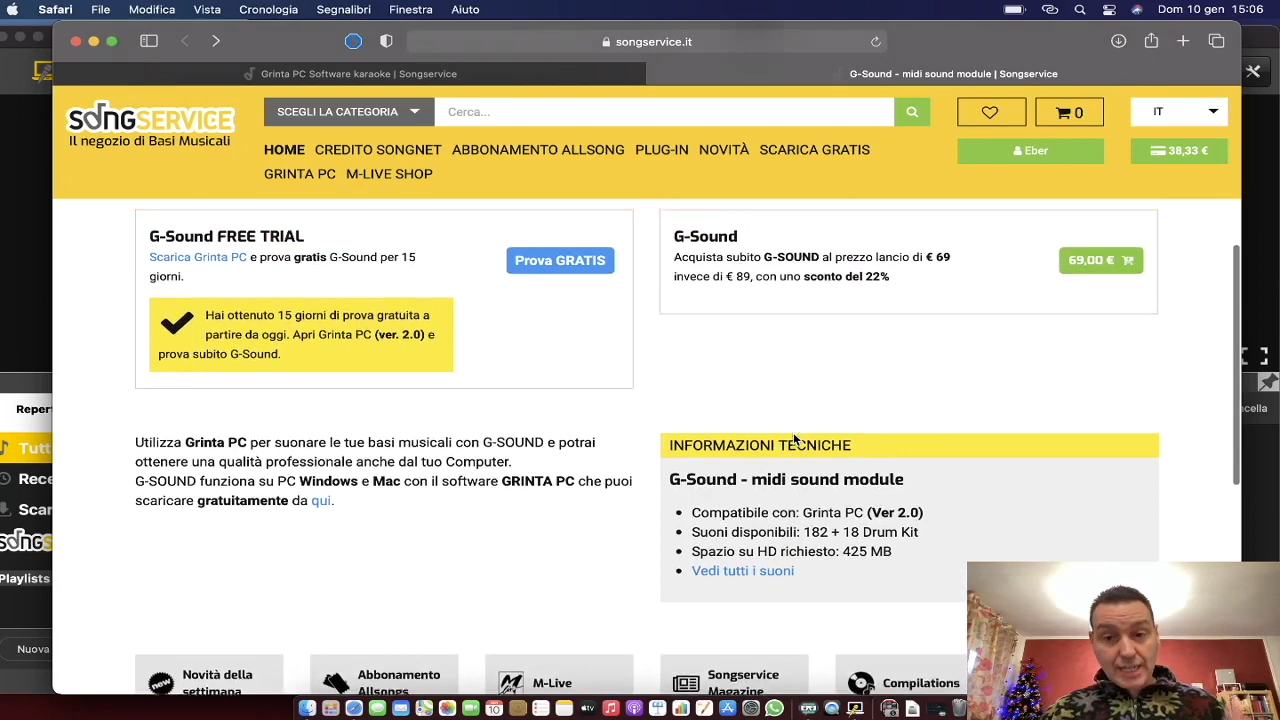 Safari File Modifica Vista Cronologia Segnalibri Finestra Aiuto Dom 10 gen 15:06
songservice.it
Grinta PC Software karaoke | Songservice
G-Sound - midi sound module | Songservice
SONGSERVICE
Il negozio di Basi Musicali
SCEGLI LA CATEGORIA Cerca... 0 IT
HOME CREDITO SONGNET ABBONAMENTO ALLSONG PLUG-IN NOVITÀ SCARICA GRATIS Eber 38,33 €
GRINTA PC M-LIVE SHOP
G-Sound FREE TRIAL
Scarica Grinta PC e prova gratis G-Sound per 15
giorni.
Prova GRATIS
Hai ottenuto 15 giorni di prova gratuita a
partire da oggi. Apri Grinta PC (ver. 2.0) e
prova subito G-Sound.
G-Sound
Acquista subito G-SOUND al prezzo lancio di € 69
invece di € 89, con uno sconto del 22%
69,00 €
Utilizza Grinta PC per suonare le tue basi musicali con G-SOUND e potrai
ottenere una qualità professionale anche dal tuo Computer.
G-SOUND funziona su PC Windows e Mac con il software GRINTA PC che puoi
scaricare gratuitamente da qui.
INFORMAZIONI TECNICHE
G-Sound - midi sound module
Compatibile con: Grinta PC (Ver 2.0)
Suoni disponibili: 182 + 18 Drum Kit
Spazio su HD richiesto: 425 MB
Vedi tutti i suoni
new Novità della
settimana
Abbonamento
Allsongs
M-Live
Songservice
Magazine
Compilations
Repert
Tutt
Rece
Scar
song
Playlists
Nuova
cella